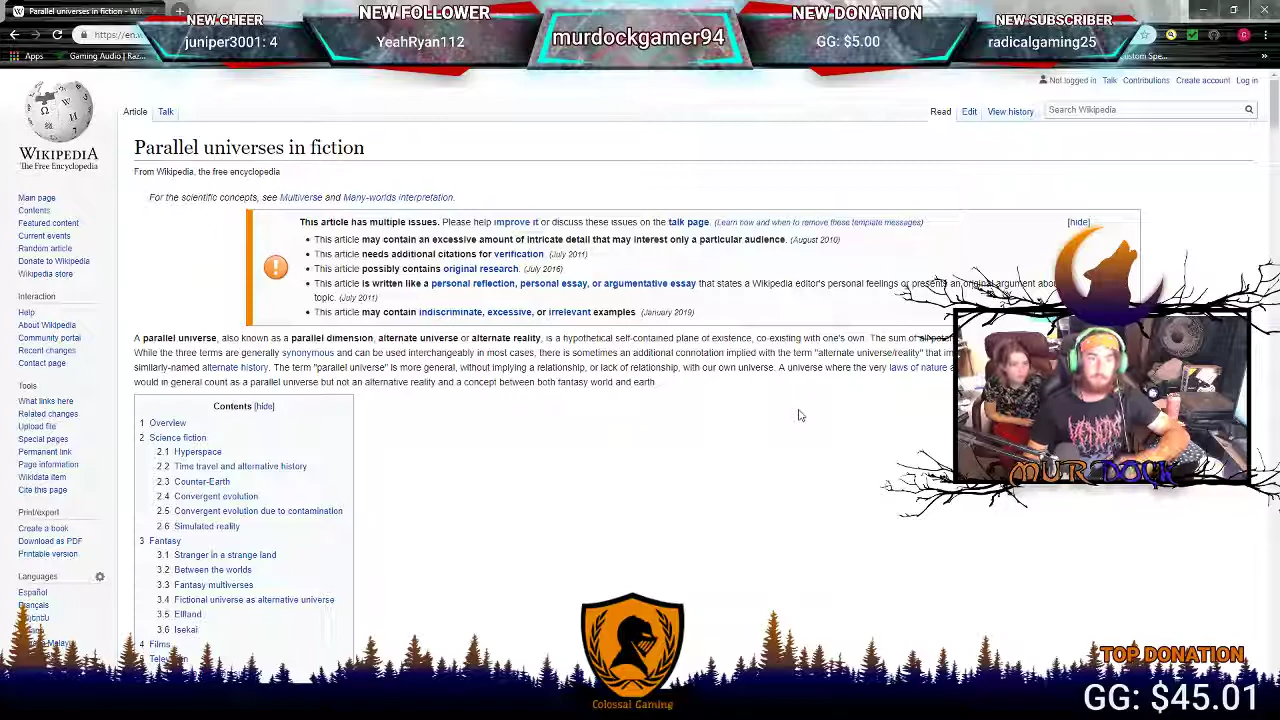 Parallel universes in fiction - Wi
NEW CHEER
juniper3001: 4
NEW FOLLOWER
YeahRyan112
murdockgamer94
NEW DONATION
GG: $5.00
NEW SUBSCRIBER
radicalgaming25
https://en.w
Apps
Gaming Audio | Raz...
Not logged in Talk Contributions Create account Log in
Article Talk
Read Edit View history
Search Wikipedia
WIKIPEDIA
The Free Encyclopedia
Parallel universes in fiction
From Wikipedia, the free encyclopedia
For the scientific concepts, see Multiverse and Many-worlds interpretation.
This article has multiple issues. Please help improve it or discuss these issues on the talk page. (Learn how and when to remove these template messages)
[hide]
This article may contain an excessive amount of intricate detail that may interest only a particular audience. (August 2010)
This article needs additional citations for verification. (July 2011)
This article possibly contains original research. (July 2016)
This article is written like a personal reflection, personal essay, or argumentative essay that states a Wikipedia editor's personal feelings or presents an original argument about
topic. (July 2011)
This article may contain indiscriminate, excessive, or irrelevant examples. (January 2019)
A parallel universe, also known as a parallel dimension, alternate universe or alternate reality, is a hypothetical self-contained plane of existence, co-existing with one's own. The sum of all
While the three terms are generally synonymous and can be used interchangeably in most cases, there is sometimes an additional connotation implied with the term "alternate universe/reality" that im
similarly-named alternate history. The term "parallel universe" is more general, without implying a relationship, or lack of relationship, with our own universe. A universe where the very laws of nature
would in general count as a parallel universe but not an alternative reality and a concept between both fantasy world and earth
Main page
Contents
Featured content
Current events
Random article
Donate to Wikipedia
Wikipedia store
Interaction
Help
About Wikipedia
Community portal
Recent changes
Contact page
Tools
What links here
Related changes
Upload file
Special pages
Permanent link
Page information
Wikidata item
Cite this page
Print/export
Create a book
Download as PDF
Printable version
Languages
Español
Français
Contents [hide]
1 Overview
2 Science fiction
2.1 Hyperspace
2.2 Time travel and alternative history
2.3 Counter-Earth
2.4 Convergent evolution
2.5 Convergent evolution due to contamination
2.6 Simulated reality
3 Fantasy
3.1 Stranger in a strange land
3.2 Between the worlds
3.3 Fantasy multiverses
3.4 Fictional universe as alternative universe
3.5 Elfland
3.6 Isekai
4 Films
MURDOCK
Colossal Gaming
TOP DONATION
GG: $45.01